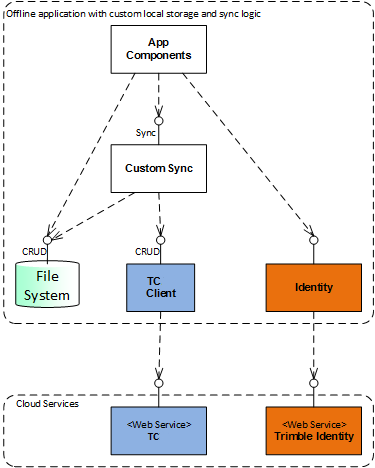 Offline application with custom local storage and sync logic
App
Components
Sync
Custom Sync
CRUD
CRUD
File
System
TC
Client
Identity
Cloud Services
<Web Service>
TC
<Web Service>
Trimble Identity